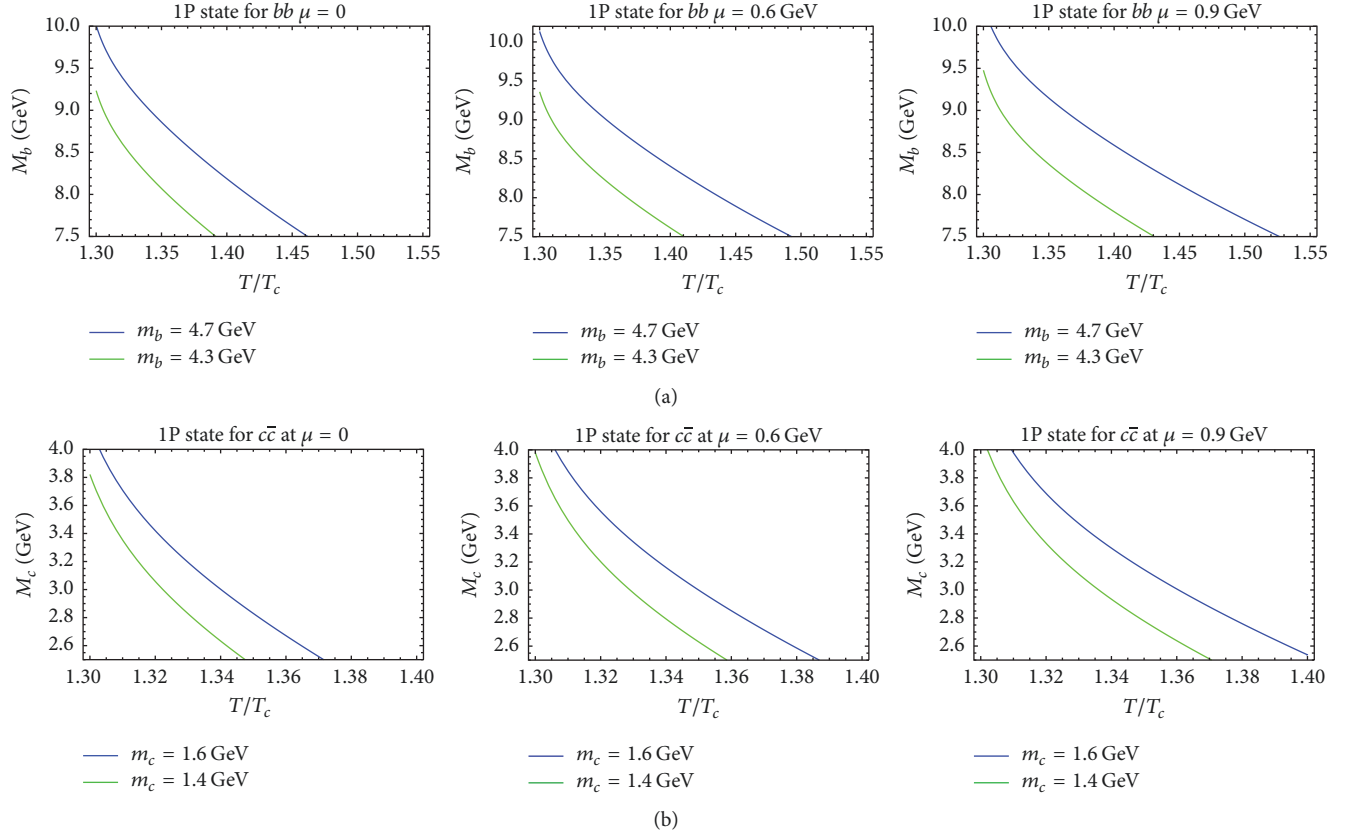 1P state for bb μ = 0
10.0
9.5
9.0
8.5
8.0
7.5
M_b (GeV)
1.30 1.35 1.40 1.45 1.50 1.55
T/T_c
m_b = 4.7 GeV
m_b = 4.3 GeV
1P state for bb μ = 0.6 GeV
10.0
9.5
9.0
8.5
8.0
7.5
M_b (GeV)
1.30 1.35 1.40 1.45 1.50 1.55
T/T_c
m_b = 4.7 GeV
m_b = 4.3 GeV
1P state for bb μ = 0.9 GeV
10.0
9.5
9.0
8.5
8.0
7.5
M_b (GeV)
1.30 1.35 1.40 1.45 1.50 1.55
T/T_c
m_b = 4.7 GeV
m_b = 4.3 GeV
(a)
1P state for cc̅ at μ = 0
4.0
3.8
3.6
3.4
3.2
3.0
2.8
2.6
M_c (GeV)
1.30 1.32 1.34 1.36 1.38 1.40
T/T_c
m_c = 1.6 GeV
m_c = 1.4 GeV
1P state for cc̅ at μ = 0.6 GeV
4.0
3.8
3.6
3.4
3.2
3.0
2.8
2.6
M_c (GeV)
1.30 1.32 1.34 1.36 1.38 1.40
T/T_c
m_c = 1.6 GeV
m_c = 1.4 GeV
1P state for cc̅ at μ = 0.9 GeV
4.0
3.8
3.6
3.4
3.2
3.0
2.8
2.6
M_c (GeV)
1.30 1.32 1.34 1.36 1.38 1.40
T/T_c
m_c = 1.6 GeV
m_c = 1.4 GeV
(b)